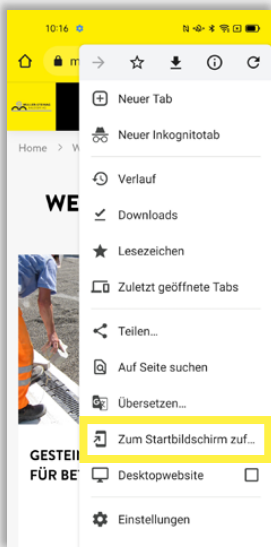 10:16
Home > W
WE
GESTEI
FÜR BE
Neuer Tab
Neuer Inkognitotab
Verlauf
Downloads
Lesezeichen
Zuletzt geöffnete Tabs
Teilen...
Auf Seite suchen
Übersetzen...
Zum Startbildschirm zuf...
Desktopwebsite
Einstellungen